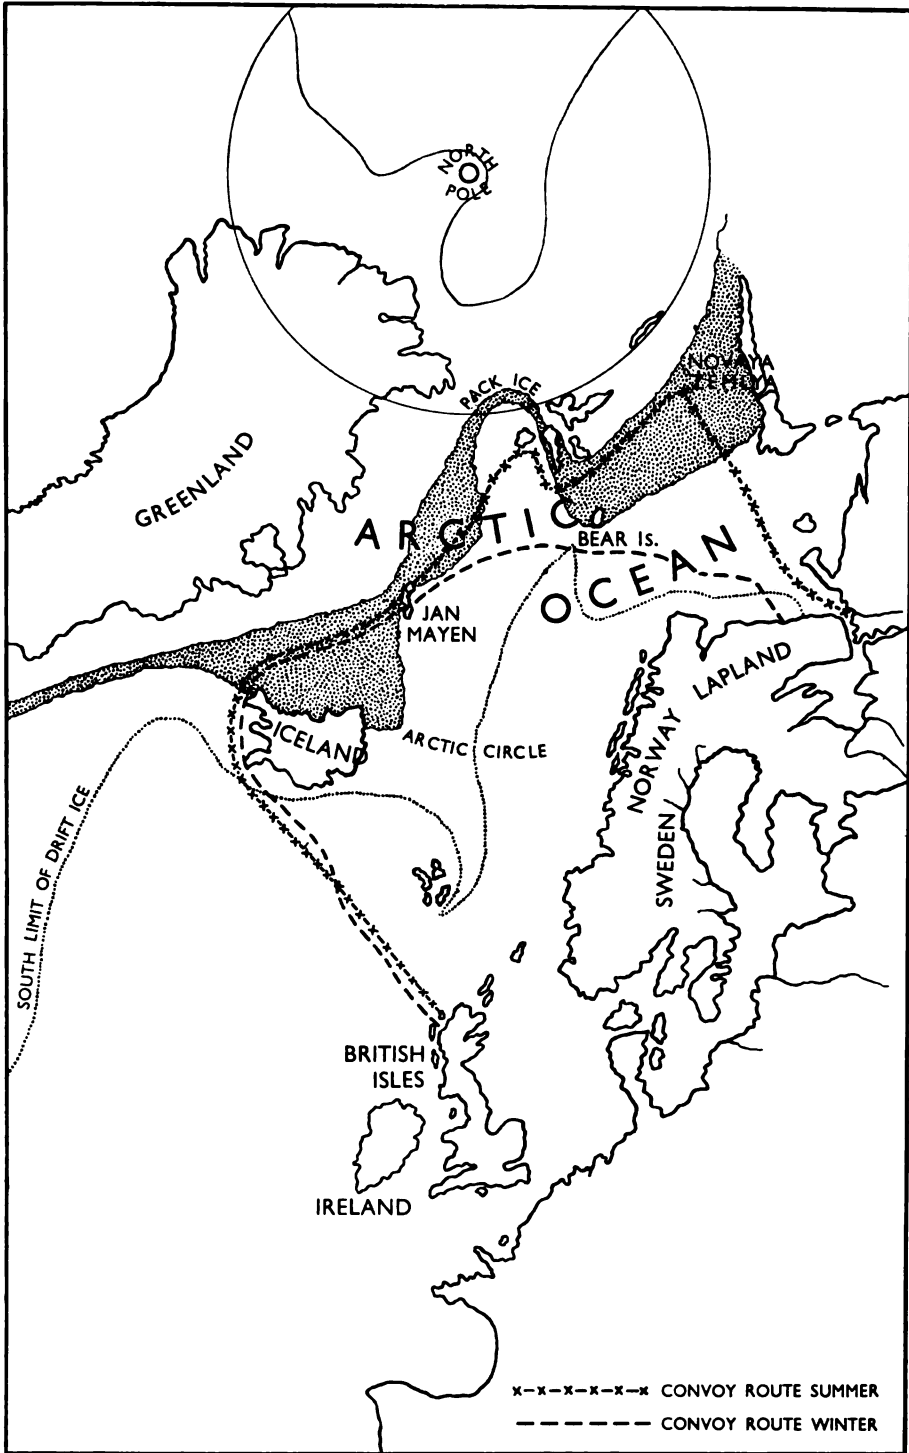 NORTH
POLE
NOVAYA
ZEMLYA
PACK ICE
GREENLAND
ARCTIC
BEAR Is.
OCEAN
JAN
MAYEN
LAPLAND
ICELAND
ARCTIC CIRCLE
NORWAY
SWEDEN
SOUTH LIMIT OF DRIFT ICE
BRITISH
ISLES
IRELAND
CONVOY ROUTE SUMMER
CONVOY ROUTE WINTER